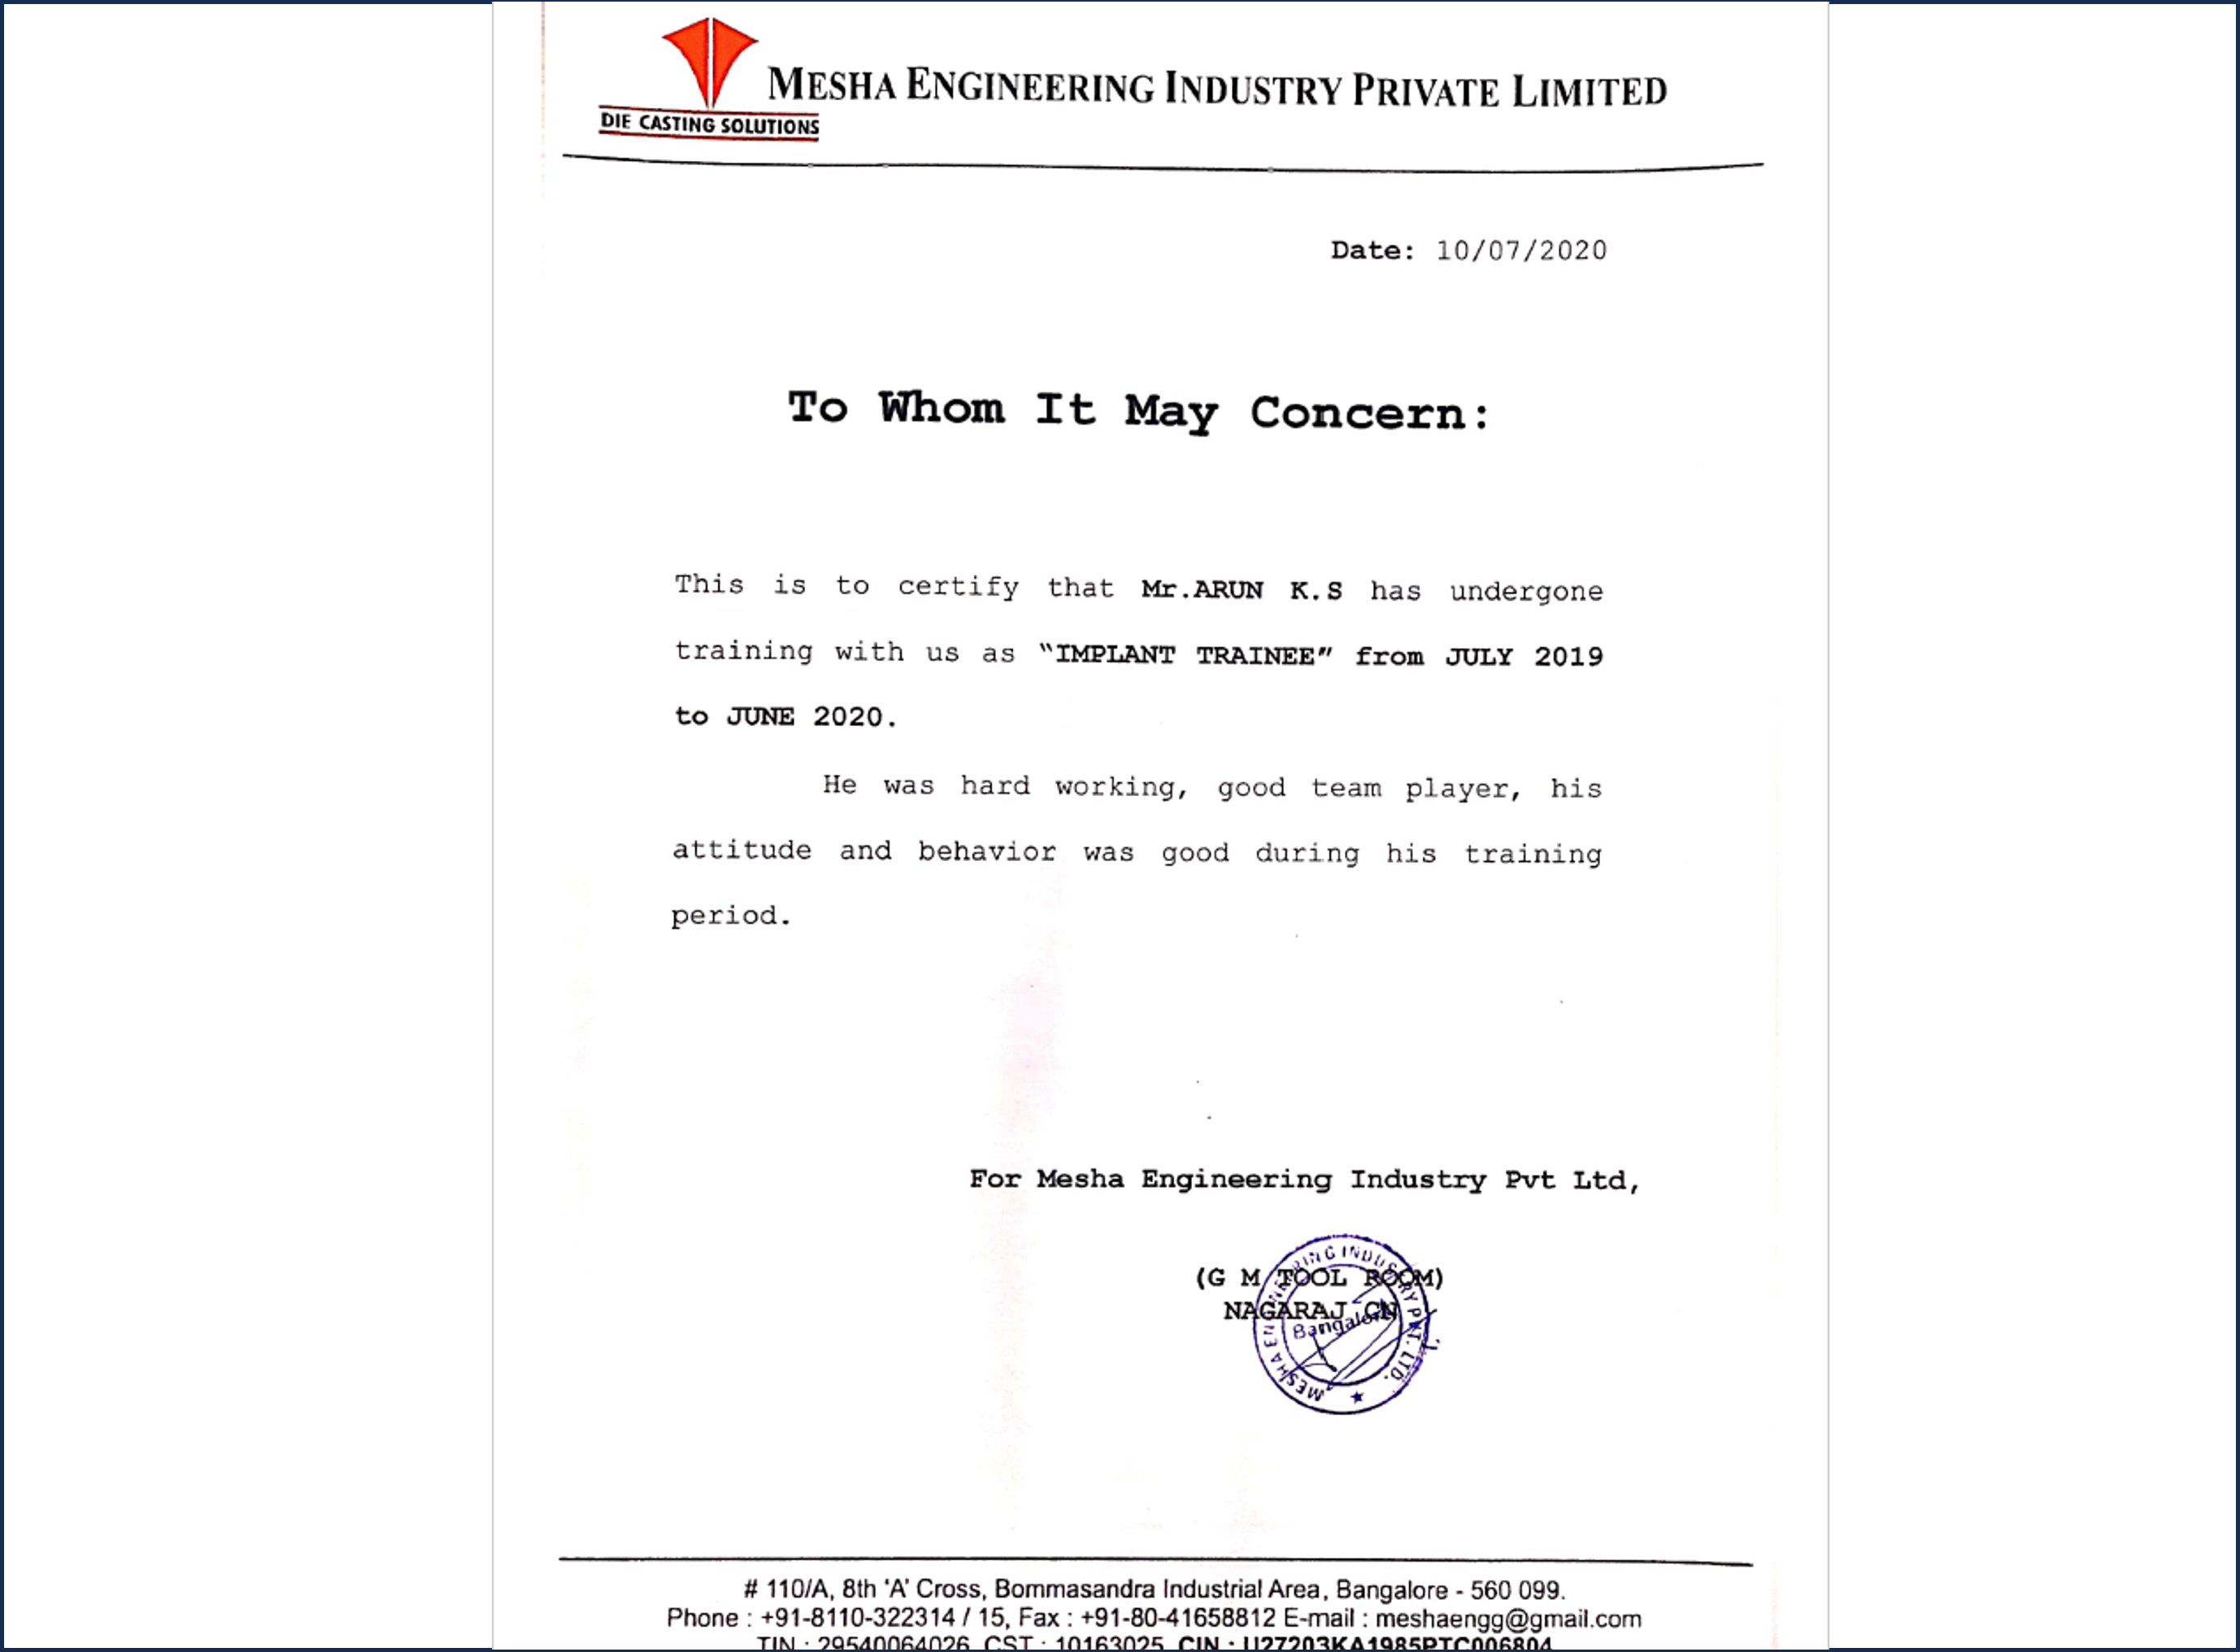 MESHA ENGINEERING INDUSTRY PRIVATE LIMITED
DIE CASTING SOLUTIONS
Date: 10/07/2020
To Whom It May Concern:
This is to certify that Mr.ARUN K.S has undergone
training with us as "IMPLANT TRAINEE" from JULY 2019
to JUNE 2020.
He was hard working, good team player, his
attitude and behavior was good during his training
period.
For Mesha Engineering Industry Pvt Ltd,
(G M TOOL ROOM)
NAGARAJ CN
MESHA ENGINEERING INDUSTRY PVT. LTD.
Bangalore
# 110/A, 8th 'A' Cross, Bommasandra Industrial Area, Bangalore - 560 099.
Phone : +91-8110-322314 / 15, Fax : +91-80-41658812 E-mail : meshaengg@gmail.com
TIN : 29540064026 CST : 10163025 CIN : U27203KA1985PTC006804